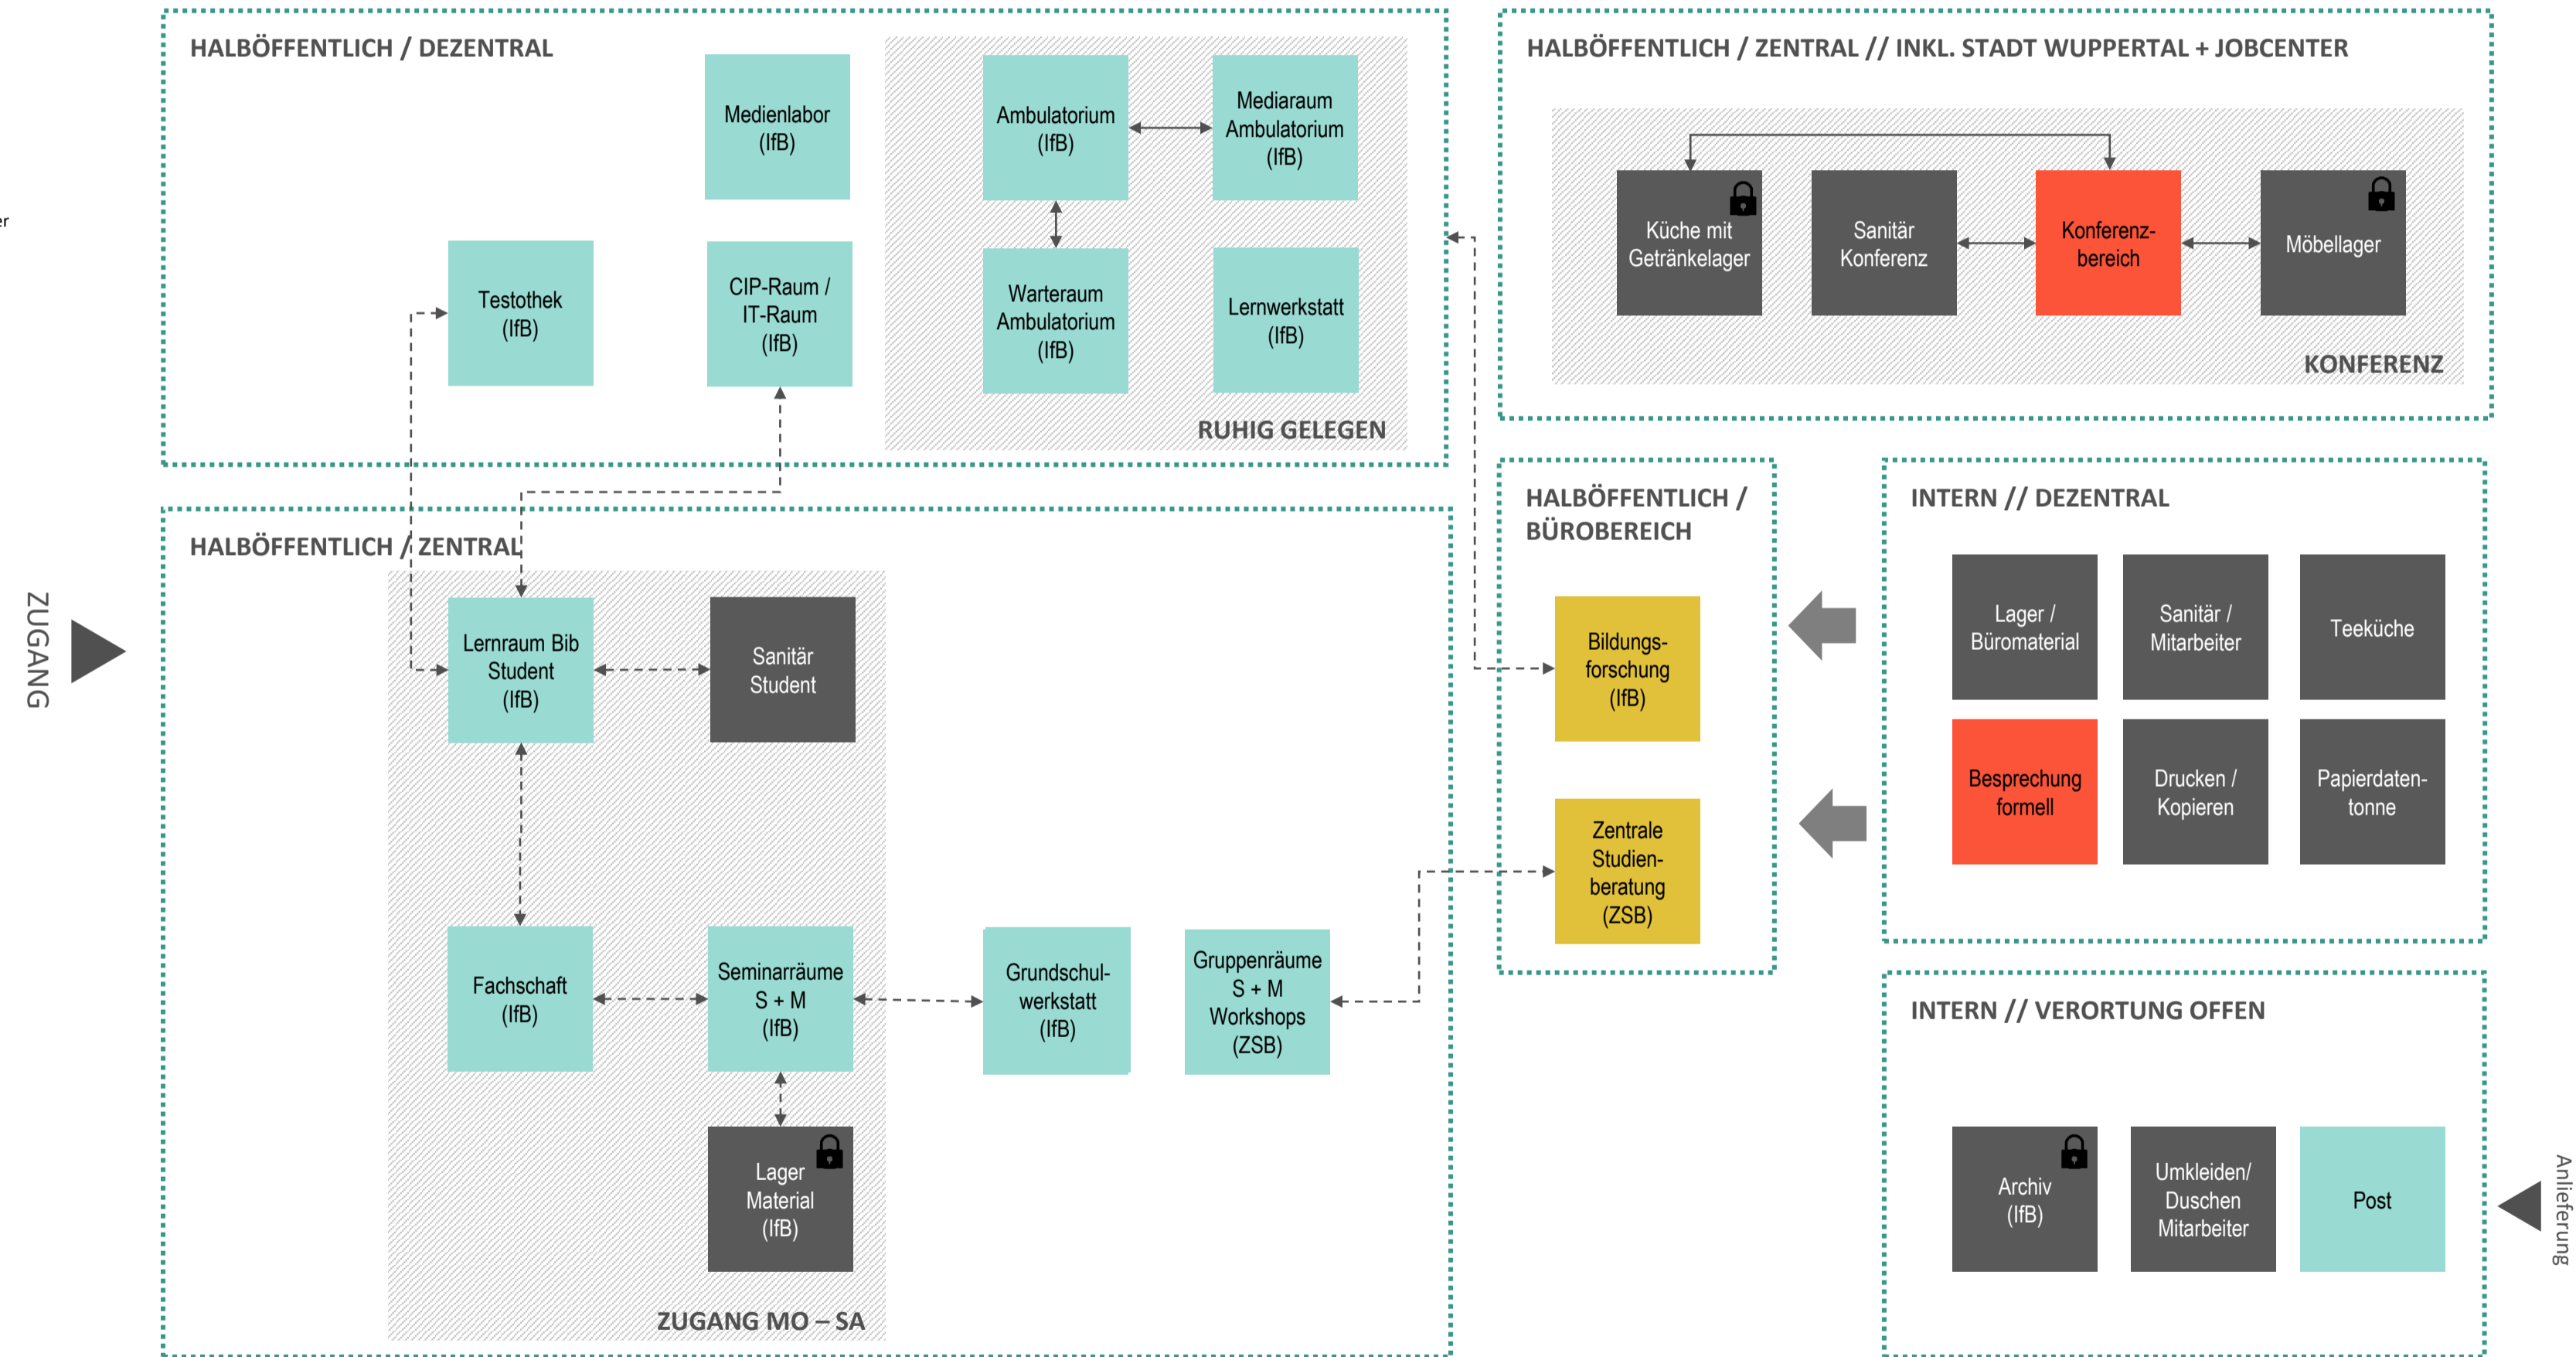 HALBÖFFENTLICH / DEZENTRAL
Medienlabor
(IfB)
Ambulatorium
(IfB)
Mediaraum
Ambulatorium
(IfB)
Testothek
(IfB)
CIP-Raum /
IT-Raum
(IfB)
Warteraum
Ambulatorium
(IfB)
Lernwerkstatt
(IfB)
RUHIG GELEGEN
er
HALBÖFFENTLICH / ZENTRAL // INKL. STADT WUPPERTAL + JOBCENTER
Küche mit
Getränkelager
Sanitär
Konferenz
Konferenz-
bereich
Möbellager
KONFERENZ
ZUGANG
HALBÖFFENTLICH / ZENTRAL
Lernraum Bib
Student
(IfB)
Sanitär
Student
Fachschaft
(IfB)
Seminarräume
S + M
(IfB)
Grundschul-
werkstatt
(IfB)
Gruppenräume
S + M
Workshops
(ZSB)
Lager
Material
(IfB)
ZUGANG MO – SA
HALBÖFFENTLICH /
BÜROBEREICH
Bildungs-
forschung
(IfB)
Zentrale
Studien-
beratung
(ZSB)
INTERN // DEZENTRAL
Lager /
Büromaterial
Sanitär /
Mitarbeiter
Teeküche
Besprechung
formell
Drucken /
Kopieren
Papierdaten-
tonne
INTERN // VERORTUNG OFFEN
Archiv
(IfB)
Umkleiden/
Duschen
Mitarbeiter
Post
Anlieferung